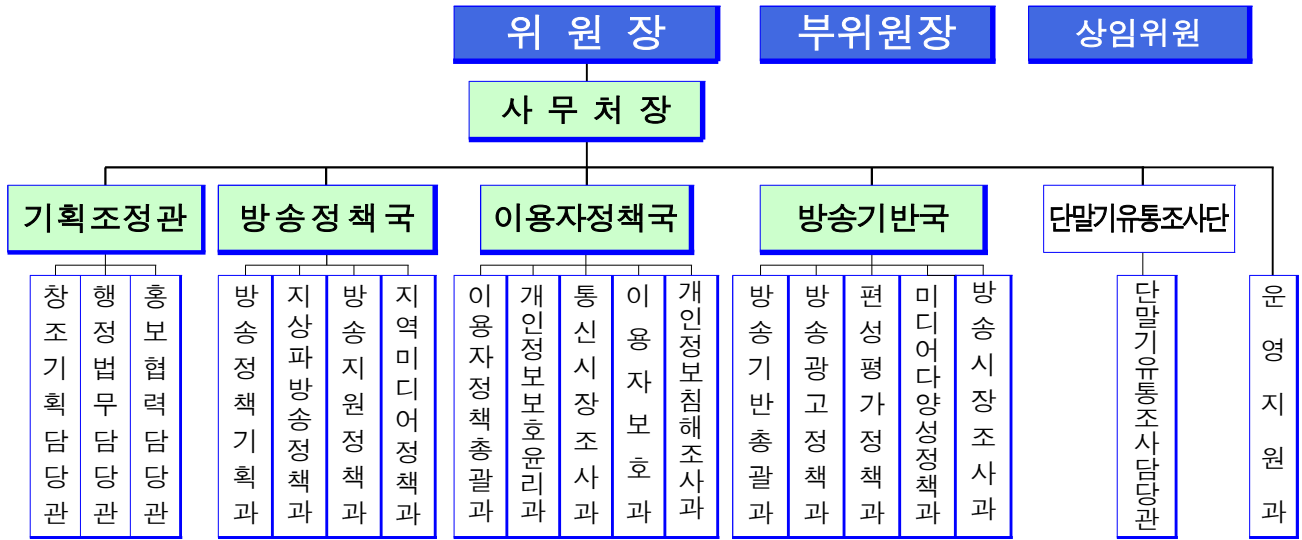 위 원 장
부위원장
상임위원
사 무 처 장
기획조정관
방송정책국
이용자정책국
방송기반국
단말기유통조사단
창조기획담당관
행정법무담당관
홍보협력담당관
방송정책기획과
지상파방송정책과
방송지원정책과
지역미디어정책과
이용자정책총괄과
개인정보보호윤리과
통신시장조사과
이용자보호과
개인정보침해조사과
방송기반총괄과
방송광고정책과
편성평가정책과
미디어다양성정책과
방송시장조사과
단말기유통조사담당관
운영지원과